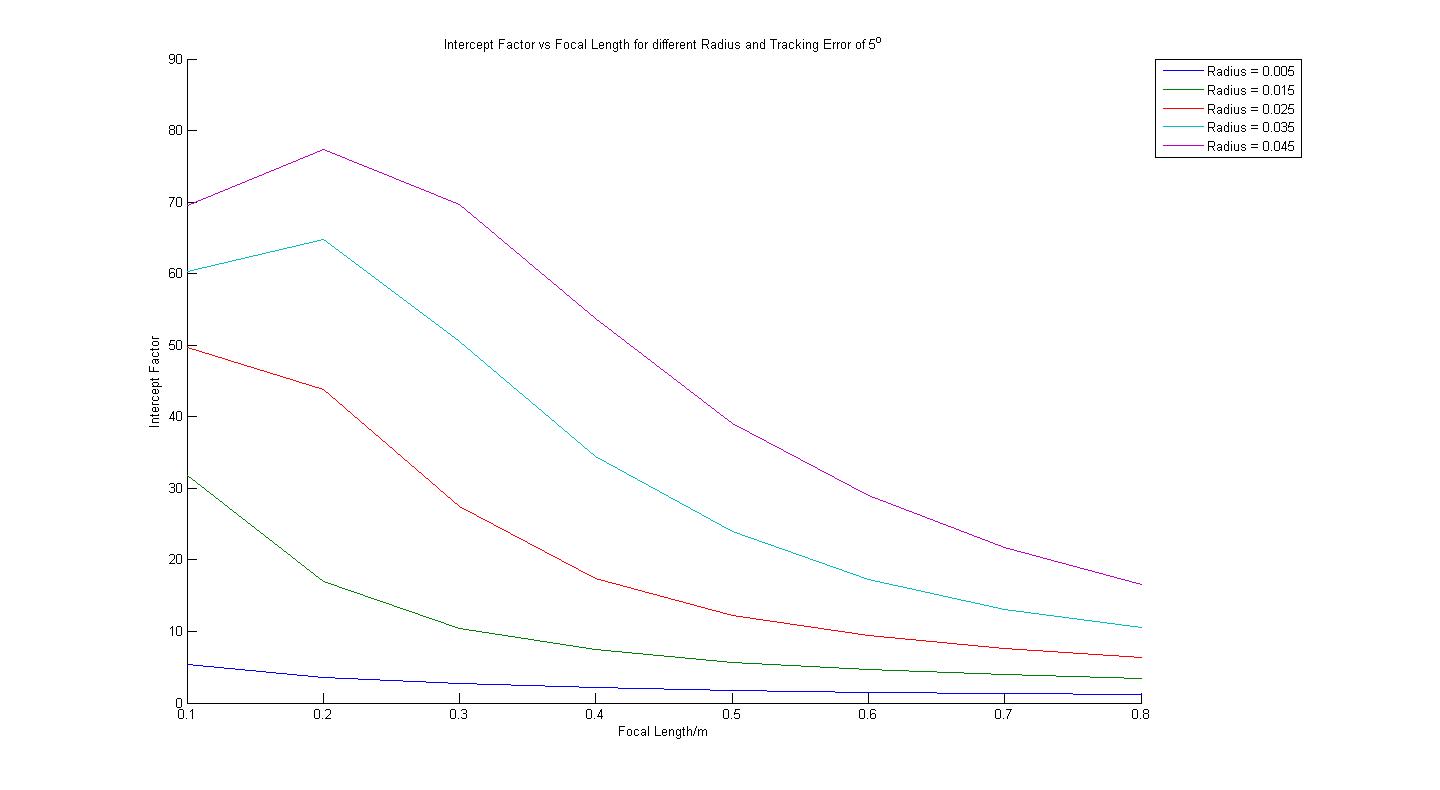 Intercept Factor vs Focal Length for different Radius and Tracking Error of 5o
Radius = 0.005
Radius = 0.015
Radius = 0.025
Radius = 0.035
Radius = 0.045
90
80
70
60
50
40
30
20
10
0
Intercept Factor
0.1 0.2 0.3 0.4 0.5 0.6 0.7 0.8
Focal Length/m